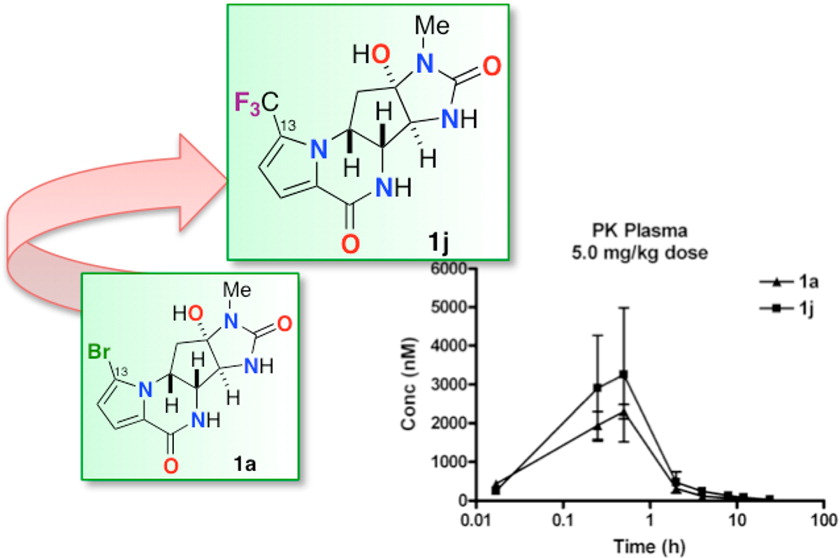 Me
HO
N
O
F3C
13
H
NH
N
H
H
NH
O
1j
Me
HO
N
O
Br
13
H
NH
N
H
H
NH
O
1a
PK Plasma
5.0 mg/kg dose
1a
1j
6000
5000
4000
3000
2000
1000
0
Conc (nM)
0.01 0.1 1 10 100
Time (h)